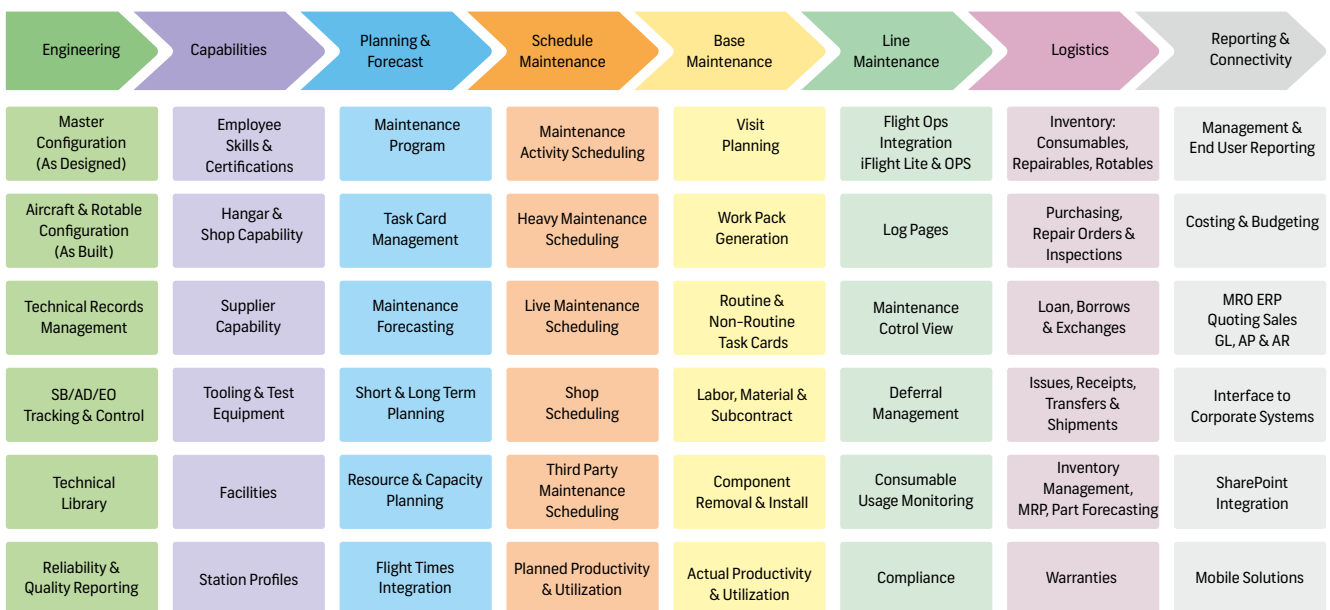 Engineering
Capabilities
Planning &
Forecast
Schedule
Maintenance
Base
Maintenance
Line
Maintenance
Logistics
Reporting &
Connectivity
Master
Configuration
(As Designed)
Employee
Skills &
Certifications
Maintenance
Program
Maintenance
Activity Scheduling
Visit
Planning
Flight Ops
Integration
iFlight Lite & OPS
Inventory:
Consumables,
Repairables, Rotables
Management &
End User Reporting
Aircraft & Rotable
Configuration
(As Built)
Hangar &
Shop Capability
Task Card
Management
Heavy Maintenance
Scheduling
Work Pack
Generation
Log Pages
Purchasing,
Repair Orders &
Inspections
Costing & Budgeting
Technical Records
Management
Supplier
Capability
Maintenance
Forecasting
Live Maintenance
Scheduling
Routine &
Non-Routine
Task Cards
Maintenance
Cotrol View
Loan, Borrows
& Exchanges
MRO ERP
Quoting Sales
GL, AP & AR
SB/AD/EO
Tracking & Control
Tooling & Test
Equipment
Short & Long Term
Planning
Shop
Scheduling
Labor, Material &
Subcontract
Deferral
Management
Issues, Receipts,
Transfers &
Shipments
Interface to
Corporate Systems
Technical
Library
Facilities
Resource & Capacity
Planning
Third Party
Maintenance
Scheduling
Component
Removal & Install
Consumable
Usage Monitoring
Inventory
Management,
MRP, Part Forecasting
SharePoint
Integration
Reliability &
Quality Reporting
Station Profiles
Flight Times
Integration
Planned Productivity
& Utilization
Actual Productivity
& Utilization
Compliance
Warranties
Mobile Solutions